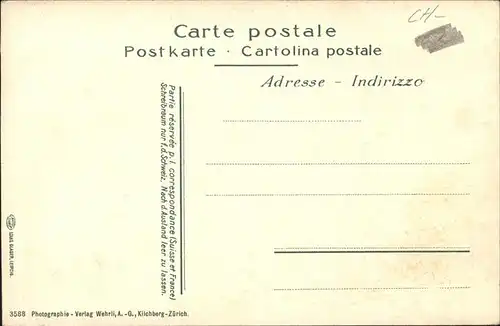 Carte postale
Postkarte · Cartolina postale
CH-
Adresse - Indirizzo
Partie réservée p. l. correspondance (Suisse et France)
Schreibraum nur f. d. Schweiz. Nach d. Ausland leer zu lassen.
LEIPZIG.
3588 Photographie - Verlag Wehrli, A.-G., Kilchberg-Zürich.